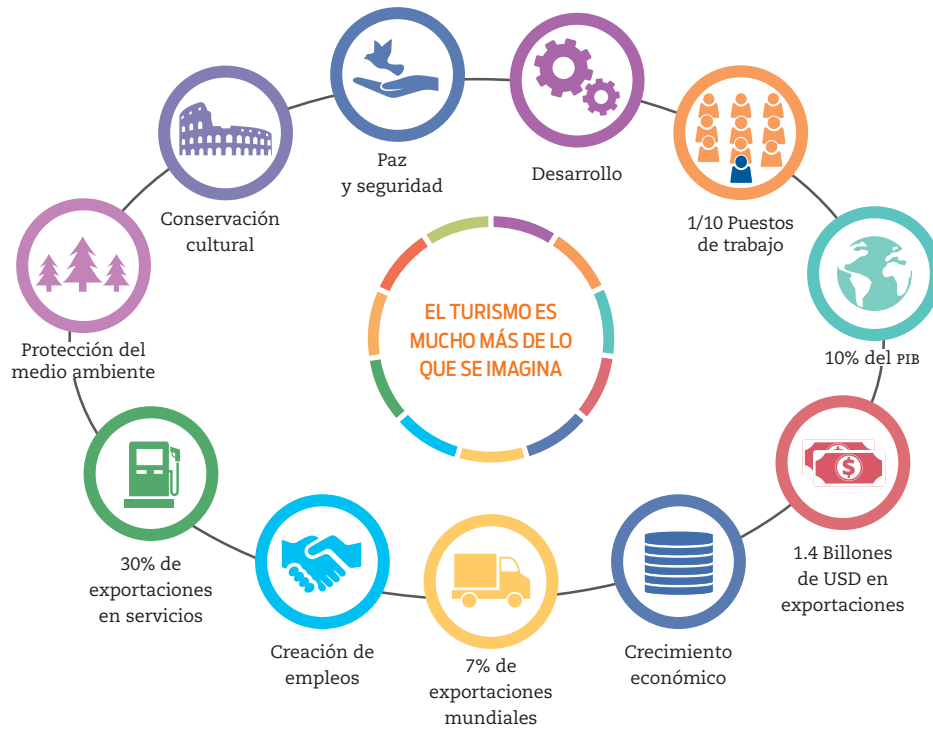 Paz
y seguridad
Desarrollo
1/10 Puestos
de trabajo
10% del PIB
1.4 Billones
de USD en
exportaciones
Crecimiento
económico
7% de
exportaciones
mundiales
Creación de
empleos
30% de
exportaciones
en servicios
Protección del
medio ambiente
Conservación
cultural
EL TURISMO ES
MUCHO MÁS DE LO
QUE SE IMAGINA
$